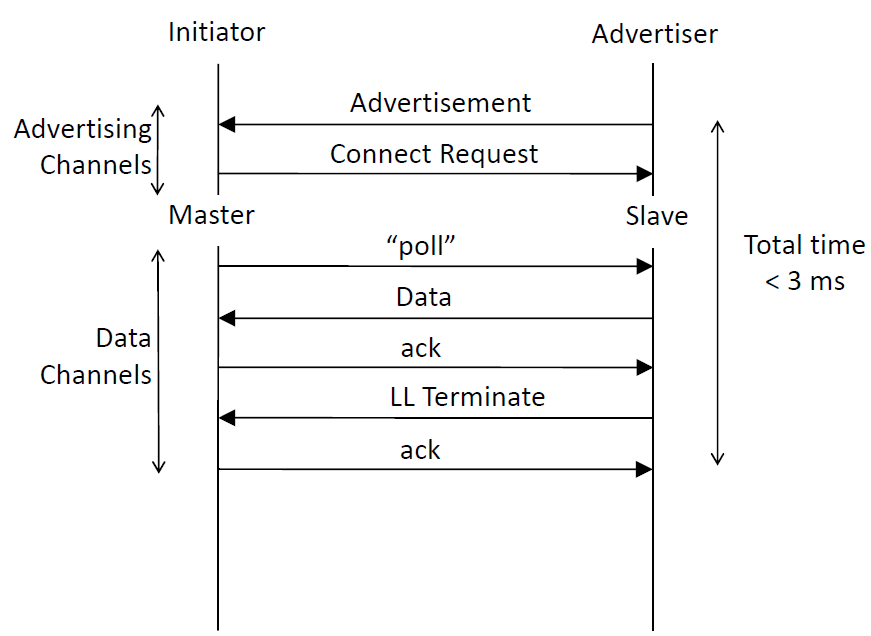 Initiator
Advertiser
Advertisement
Advertising
Channels
Connect Request
Master
Slave
“poll”
Total time
< 3 ms
Data
Data
Channels
ack
LL Terminate
ack